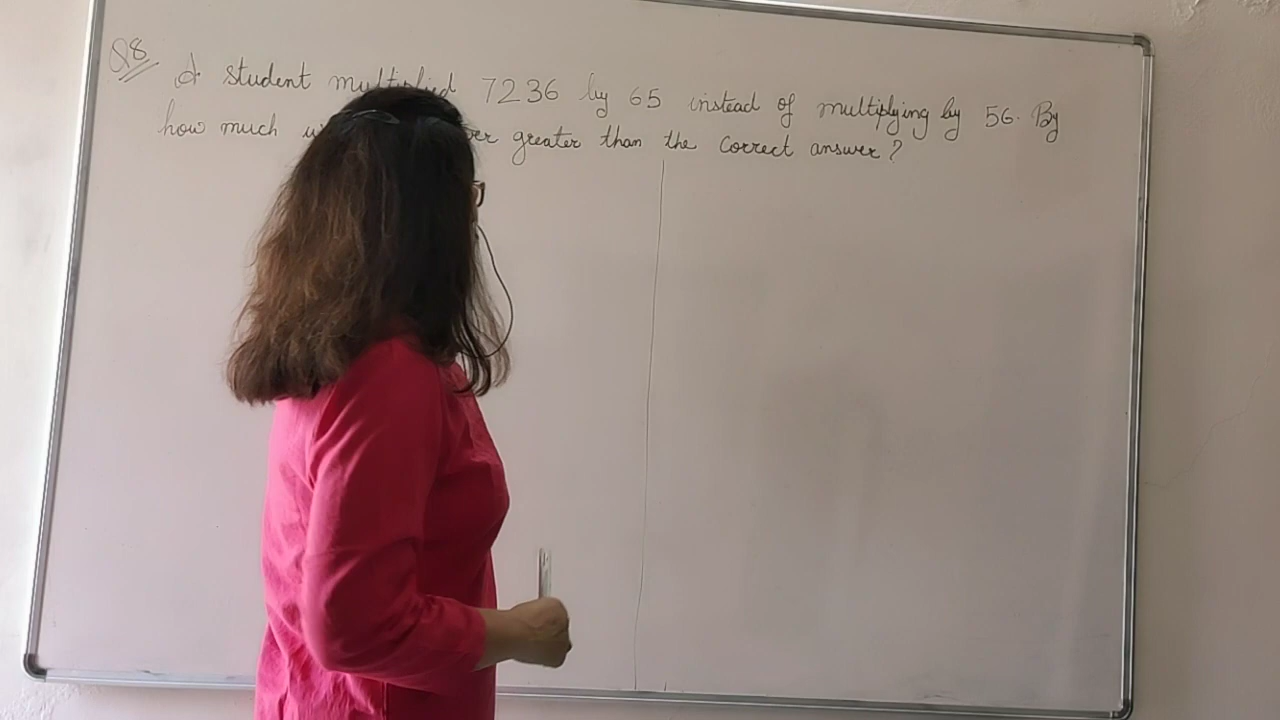 Q8 A student multiplied 7236 by 65 instead of multiplying by 56. By
how much greater than the correct answer?